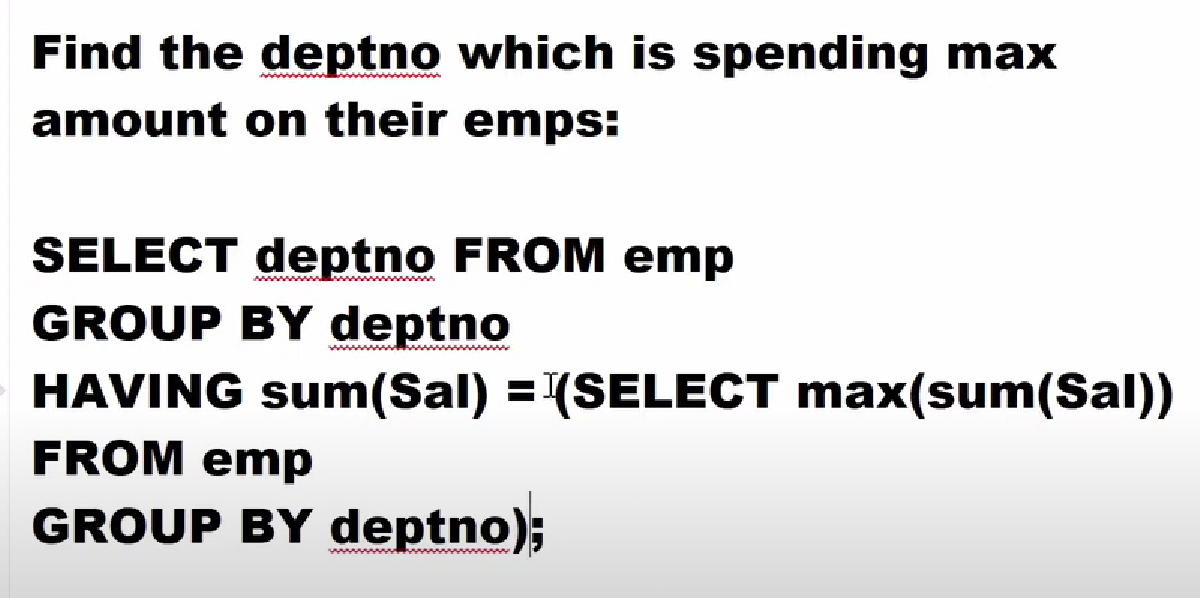 Find the deptno which is spending max
amount on their emps:
SELECT deptno FROM emp
GROUP BY deptno
HAVING sum(Sal) = (SELECT max(sum(Sal))
FROM emp
GROUP BY deptno);